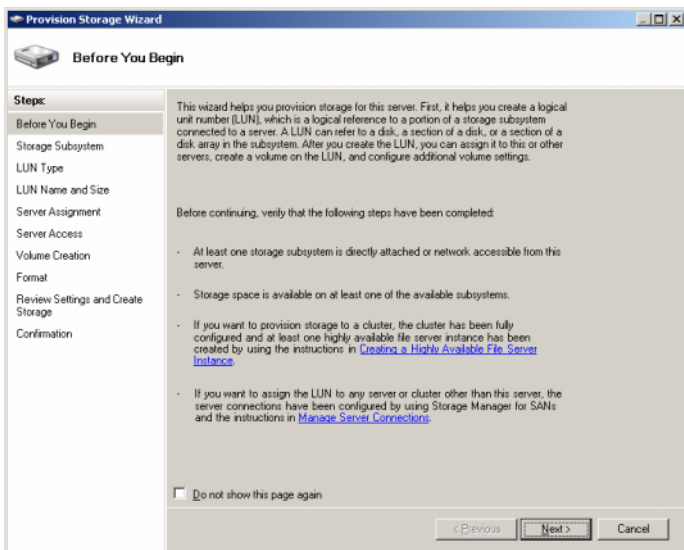 Provision Storage Wizard
Before You Begin
Steps:
Before You Begin
Storage Subsystem
LUN Type
LUN Name and Size
Server Assignment
Server Access
Volume Creation
Format
Review Settings and Create
Storage
Confirmation
This wizard helps you provision storage for this server. First, it helps you create a logical
unit number (LUN), which is a logical reference to a portion of a storage subsystem
connected to a server. A LUN can refer to a disk, a section of a disk, or a section of a
disk array in the subsystem. After you create the LUN, you can assign it to this or other
servers, create a volume on the LUN, and configure additional volume settings.
Before continuing, verify that the following steps have been completed:
- At least one storage subsystem is directly attached or network accessible from this
server.
- Storage space is available on at least one of the available subsystems.
- If you want to provision storage to a cluster, the cluster has been fully
configured and at least one highly available file server instance has been
created by using the instructions in Creating a Highly Available File Server
Instance.
- If you want to assign the LUN to any server or cluster other than this server, the
server connections have been configured by using Storage Manager for SANs
and the instructions in Manage Server Connections.
Do not show this page again
< Previous
Next >
Cancel